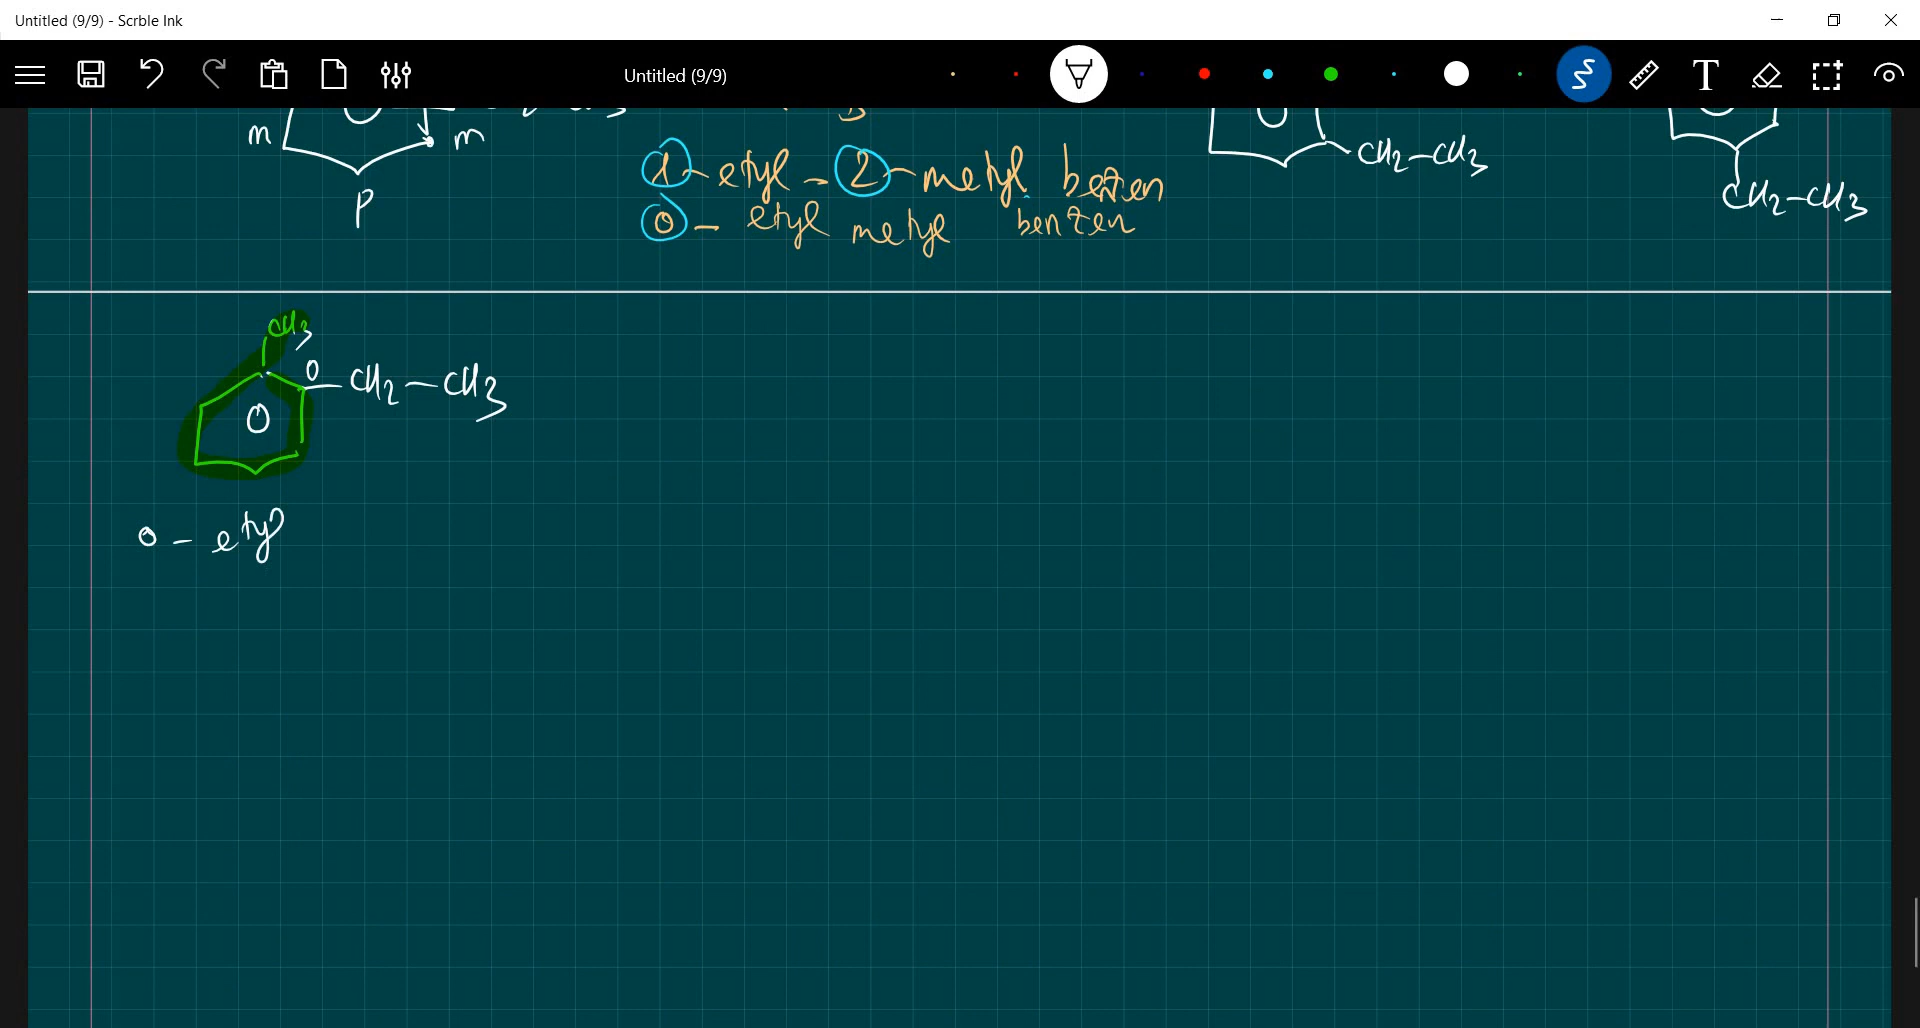 Untitled (9/9) - Scrble Ink
Untitled (9/9)
T
m
m
P
1 - etyl - 2 - metyl benzen
o - etyl metyl benzen
CH2-CH3
CH2-CH3
CH3
o
CH2-CH3
o - etyl